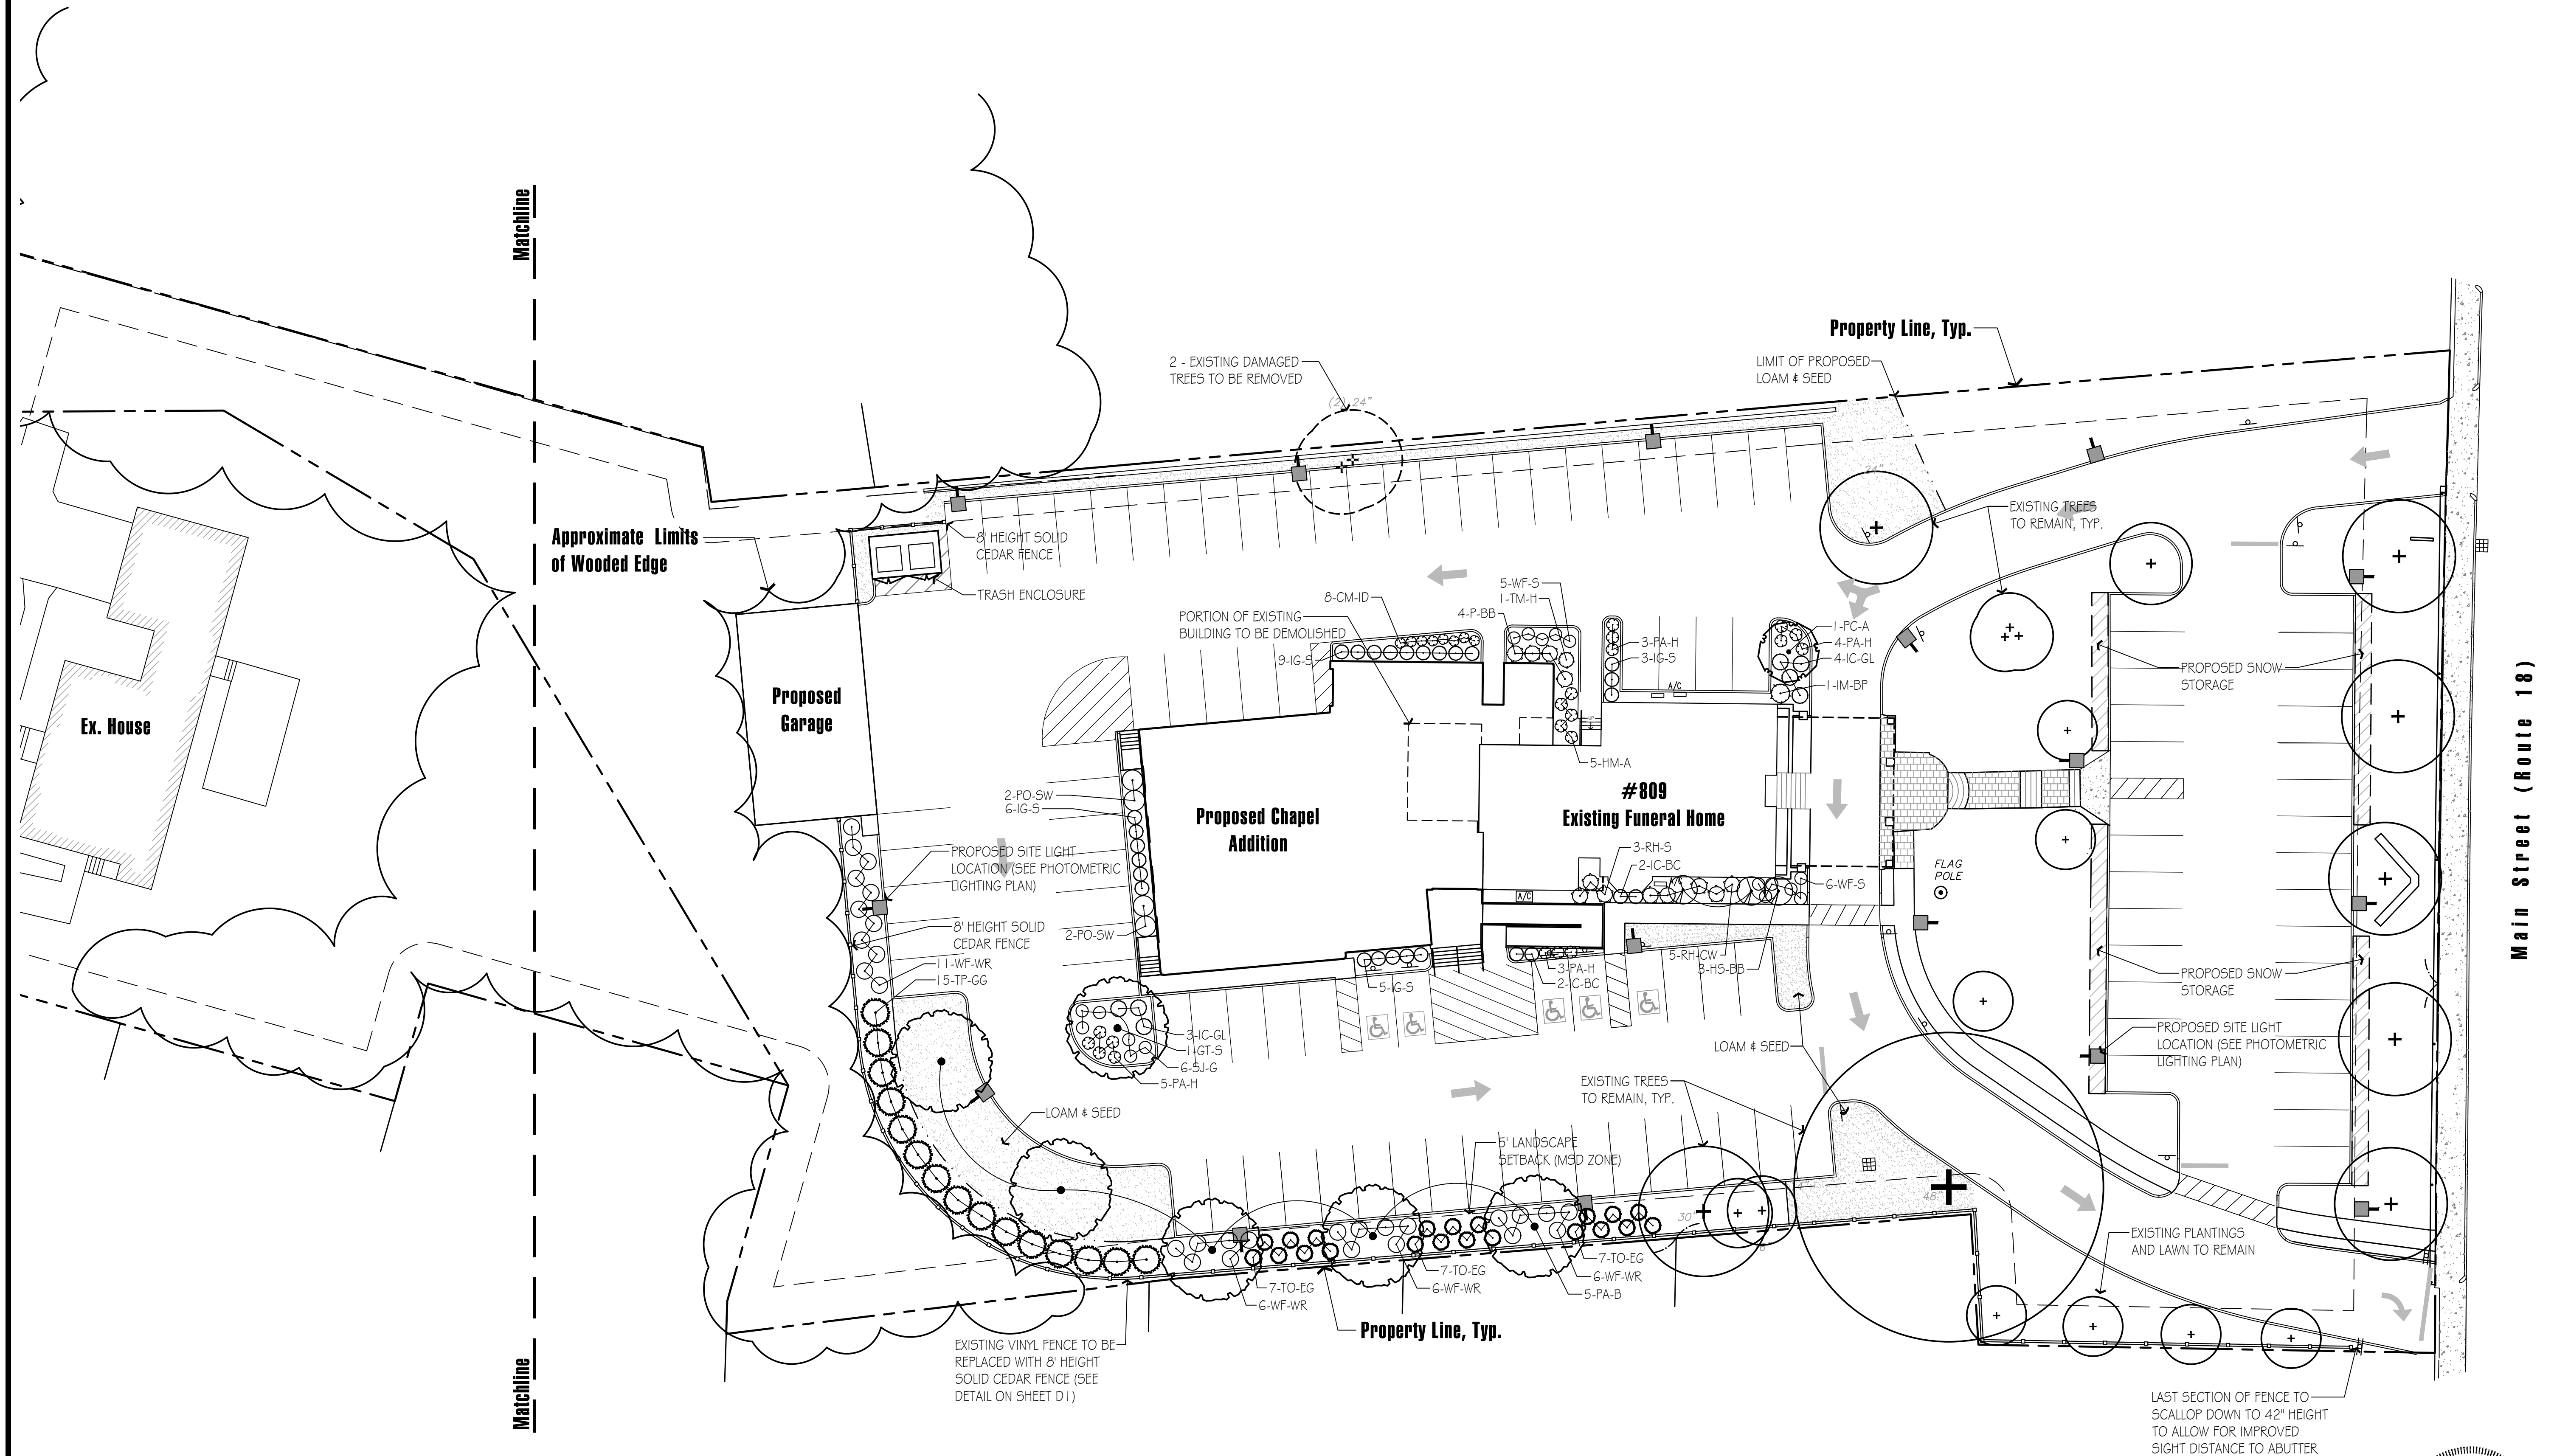 Matchline
Property Line, Typ.
LIMIT OF PROPOSED
LOAM & SEED
2 - EXISTING DAMAGED
TREES TO BE REMOVED
(2) 24"
24"
EXISTING TREES
TO REMAIN, TYP.
Approximate Limits
of Wooded Edge
8' HEIGHT SOLID
CEDAR FENCE
TRASH ENCLOSURE
5-WF-S
1-TM-H
4-P-BB
8-CM-ID
PORTION OF EXISTING
BUILDING TO BE DEMOLISHED
9-IG-S
3-PA-H
3-IG-S
1-PC-A
4-PA-H
4-IC-GL
1-IM-BP
A/C
PROPOSED SNOW
STORAGE
Main Street (Route 18)
Ex. House
Proposed
Garage
5-HM-A
2-PO-SW
6-IG-S
#809
Existing Funeral Home
Proposed Chapel
Addition
PROPOSED SITE LIGHT
LOCATION (SEE PHOTOMETRIC
LIGHTING PLAN)
3-RH-S
2-IC-BC
6-WF-S
A/C
FLAG
POLE
8' HEIGHT SOLID
CEDAR FENCE
2-PO-SW
11-WF-WR
15-TP-GG
5-RH-CW
3-HS-BB
3-PA-H
2-IC-BC
5-IG-S
PROPOSED SNOW
STORAGE
3-IC-GL
1-GT-S
6-SJ-G
5-PA-H
LOAM & SEED
PROPOSED SITE LIGHT
LOCATION (SEE PHOTOMETRIC
LIGHTING PLAN)
EXISTING TREES
TO REMAIN, TYP.
LOAM & SEED
5' LANDSCAPE
SETBACK (MSD ZONE)
48"
30"
EXISTING PLANTINGS
AND LAWN TO REMAIN
7-TO-EG
6-WF-WR
7-TO-EG
6-WF-WR
7-TO-EG
6-WF-WR
5-PA-B
Property Line, Typ.
EXISTING VINYL FENCE TO BE
REPLACED WITH 8' HEIGHT
SOLID CEDAR FENCE (SEE
DETAIL ON SHEET D1)
Matchline
LAST SECTION OF FENCE TO
SCALLOP DOWN TO 42" HEIGHT
TO ALLOW FOR IMPROVED
SIGHT DISTANCE TO ABUTTER